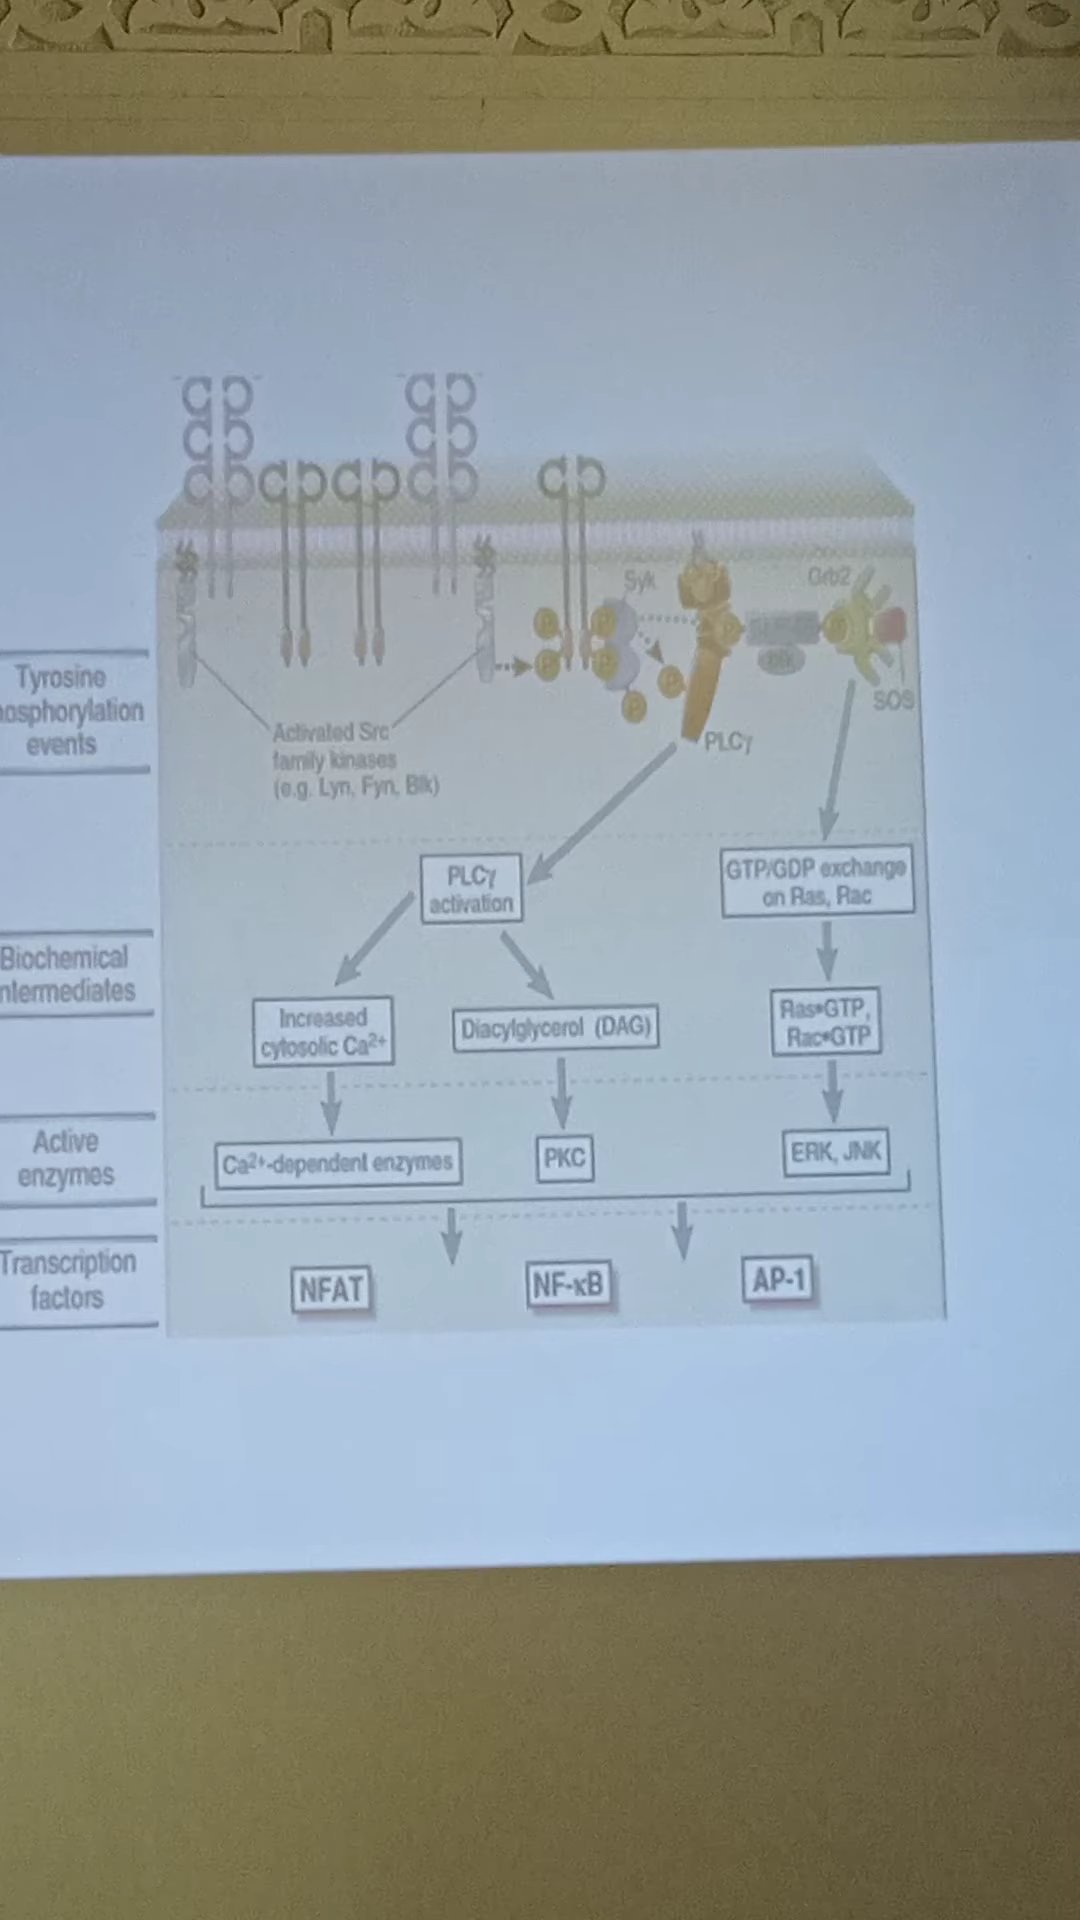 Syk
Grb2
SOS
PLCγ
Activated Src
family kinases
(e.g. Lyn, Fyn, Blk)
Tyrosine
hosphorylation
events
PLCγ
activation
GTP/GDP exchange
on Ras, Rac
Biochemical
ntermediates
Increased
cytosolic Ca²⁺
Diacylglycerol (DAG)
Ras•GTP,
Rac•GTP
Active
enzymes
Ca²⁺-dependent enzymes
PKC
ERK, JNK
Transcription
factors
NFAT
NF-κB
AP-1